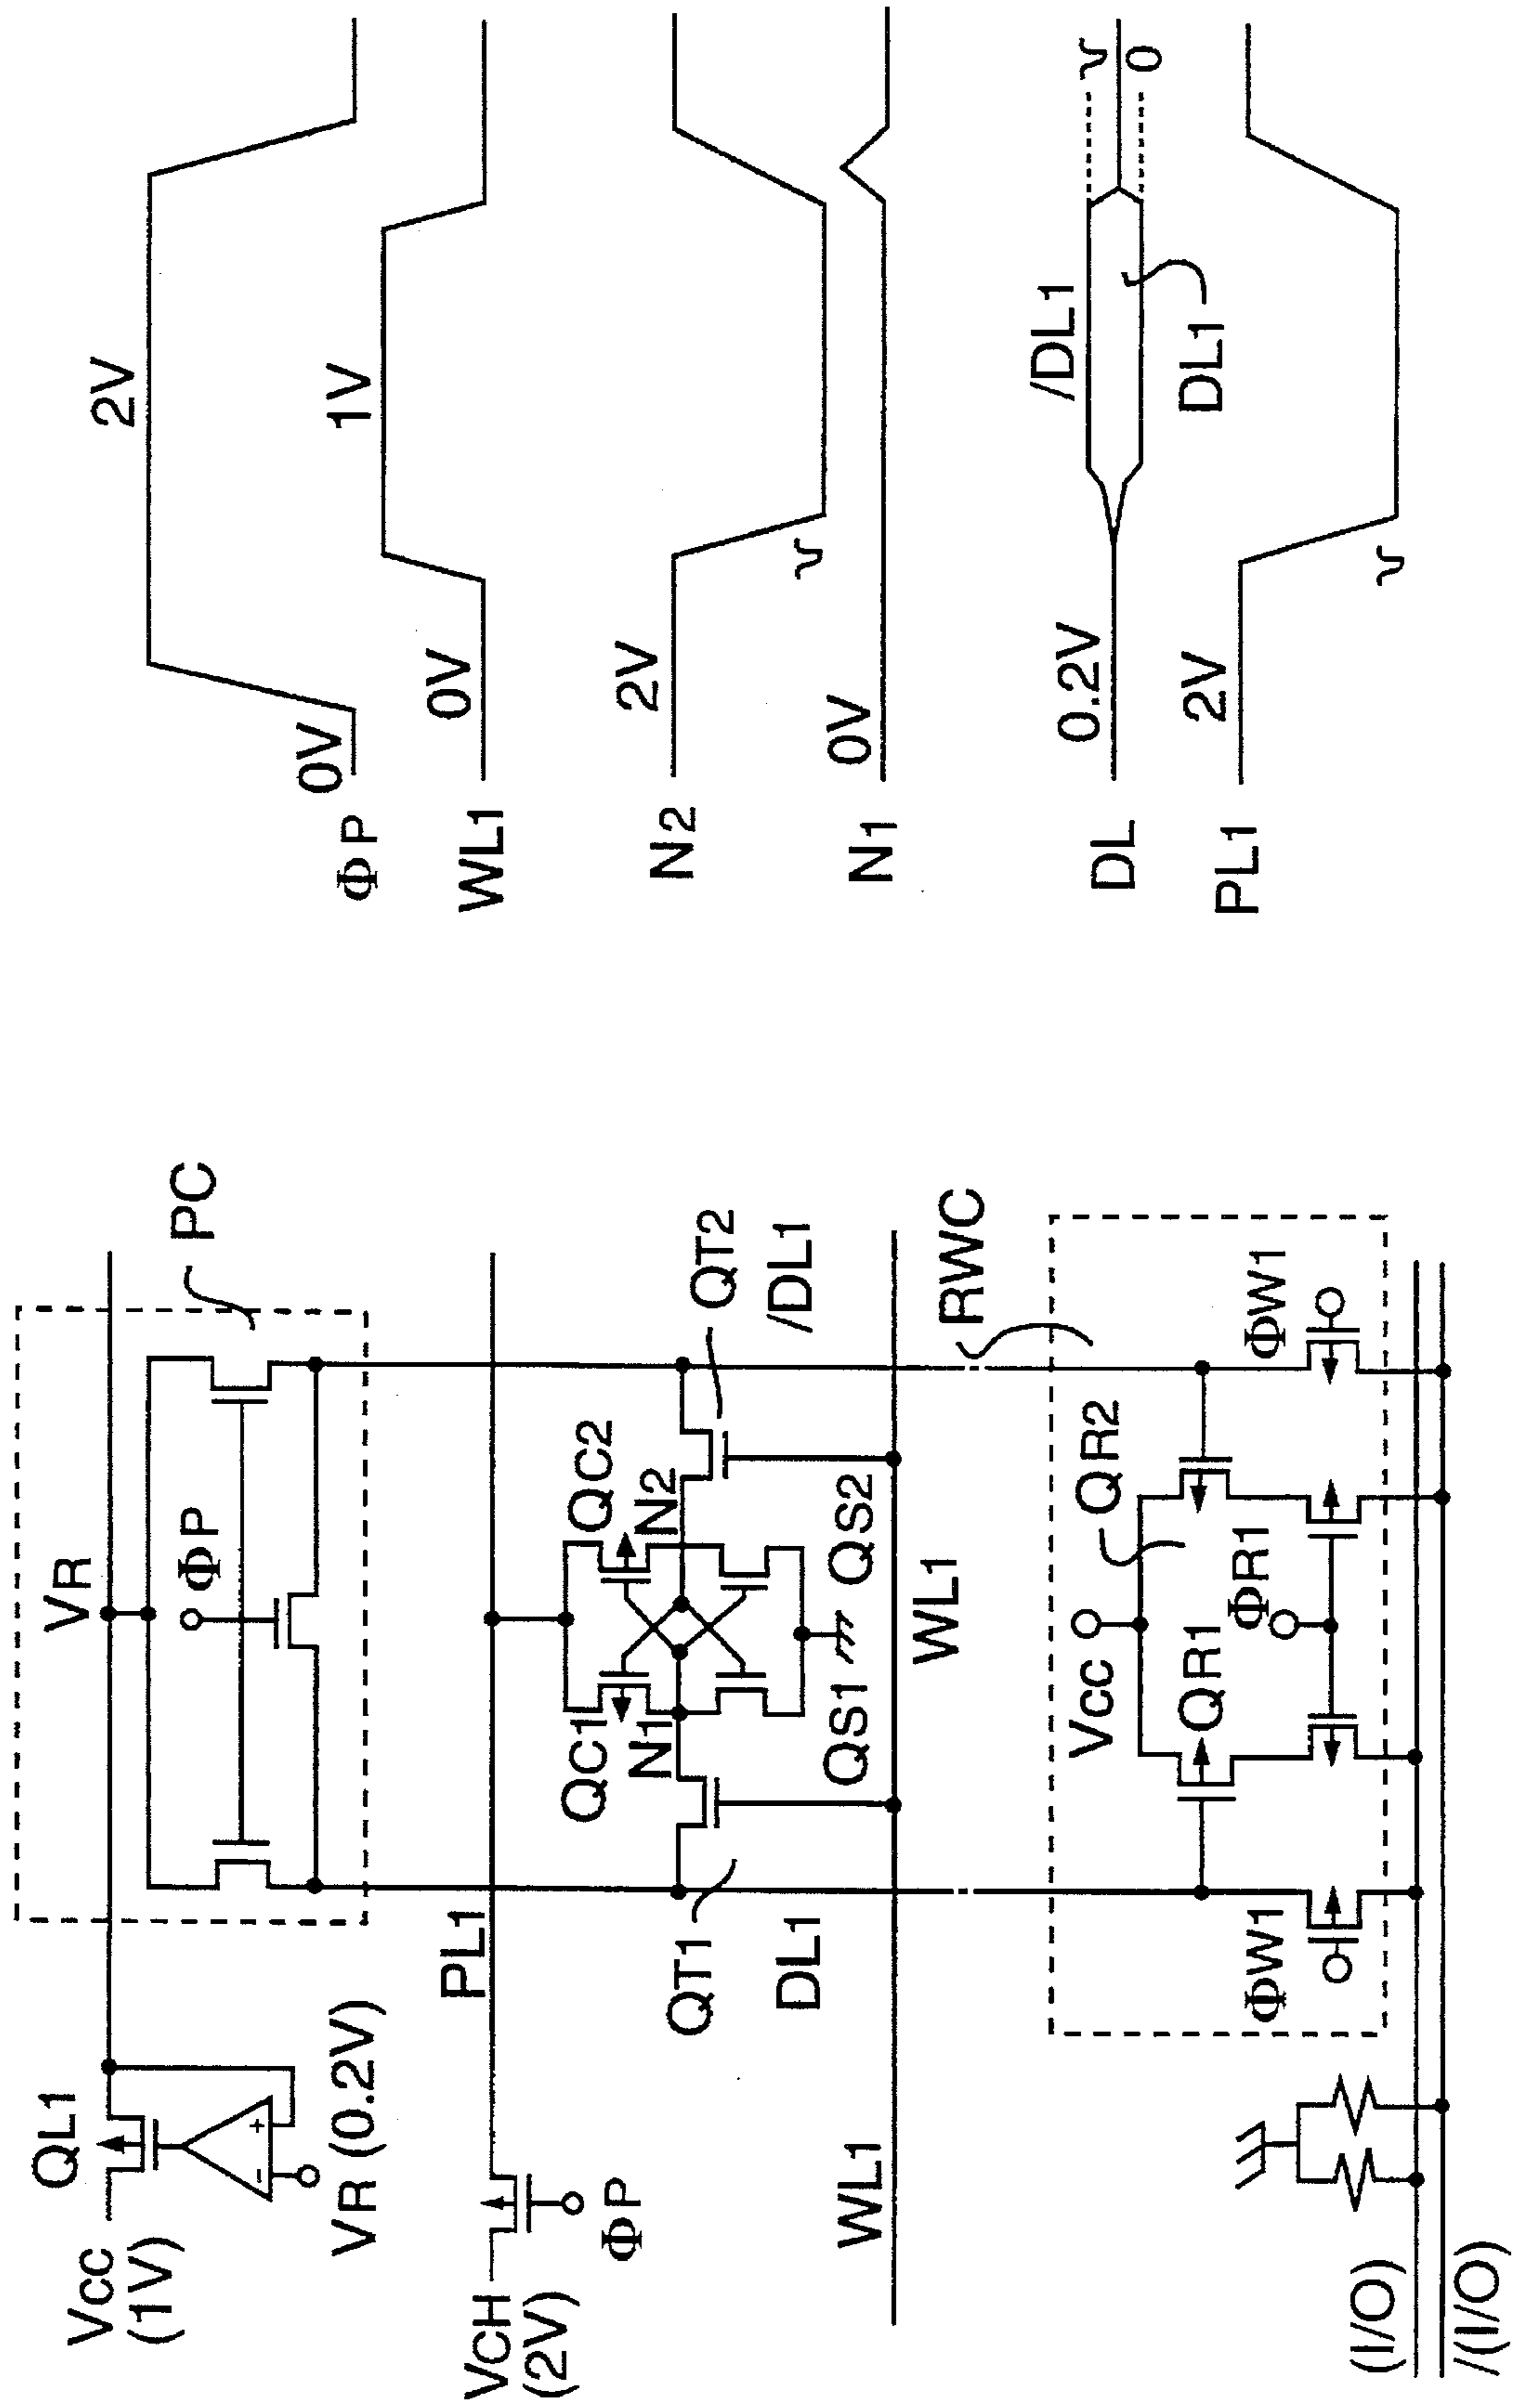 VCC
(1V)
QL1
VR (0.2V)
VR
PC
ΦP
+
−
VCH
(2V)
ΦP
PL1
QC1
QC2
N1
N2
QT1
DL1
QT2
/DL1
QS1
QS2
WL1
WL1
RWC
VCC
QR1
QR2
ΦR1
ΦW1
ΦW1
(I/O)
/(I/O)
ΦP
0V
2V
WL1
0V
1V
N2
2V
N1
0V
DL
0.2V
/DL1
DL1
0
PL1
2V